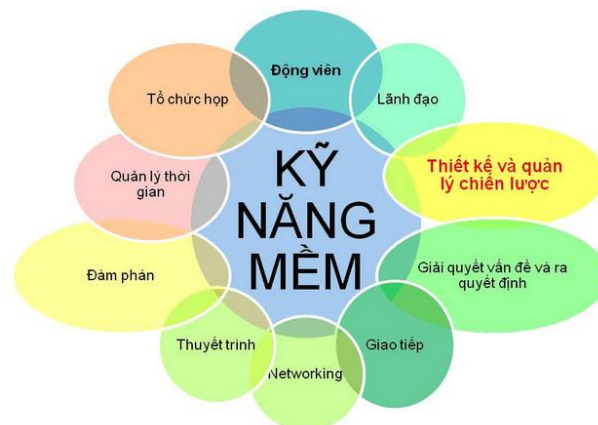 Động viên
Lãnh đạo
Thiết kế và quản
lý chiến lược
Giải quyết vấn đề và ra
quyết định
Giao tiếp
Networking
Thuyết trình
Đàm phán
Quản lý thời
gian
Tổ chức họp
KỸ
NĂNG
MỀM